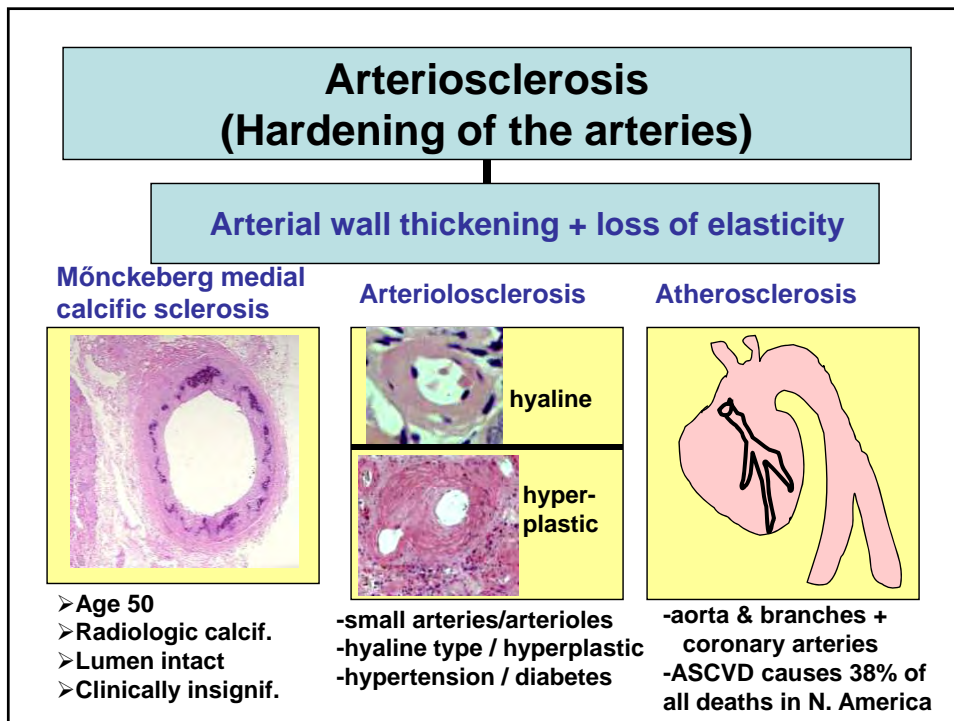 Arteriosclerosis
(Hardening of the arteries)
Arterial wall thickening + loss of elasticity
Mőnckeberg medial
calcific sclerosis
➢Age 50
➢Radiologic calcif.
➢Lumen intact
➢Clinically insignif.
Arteriolosclerosis
hyaline
hyper-
plastic
-small arteries/arterioles
-hyaline type / hyperplastic
-hypertension / diabetes
Atherosclerosis
-aorta & branches +
coronary arteries
-ASCVD causes 38% of
all deaths in N. America